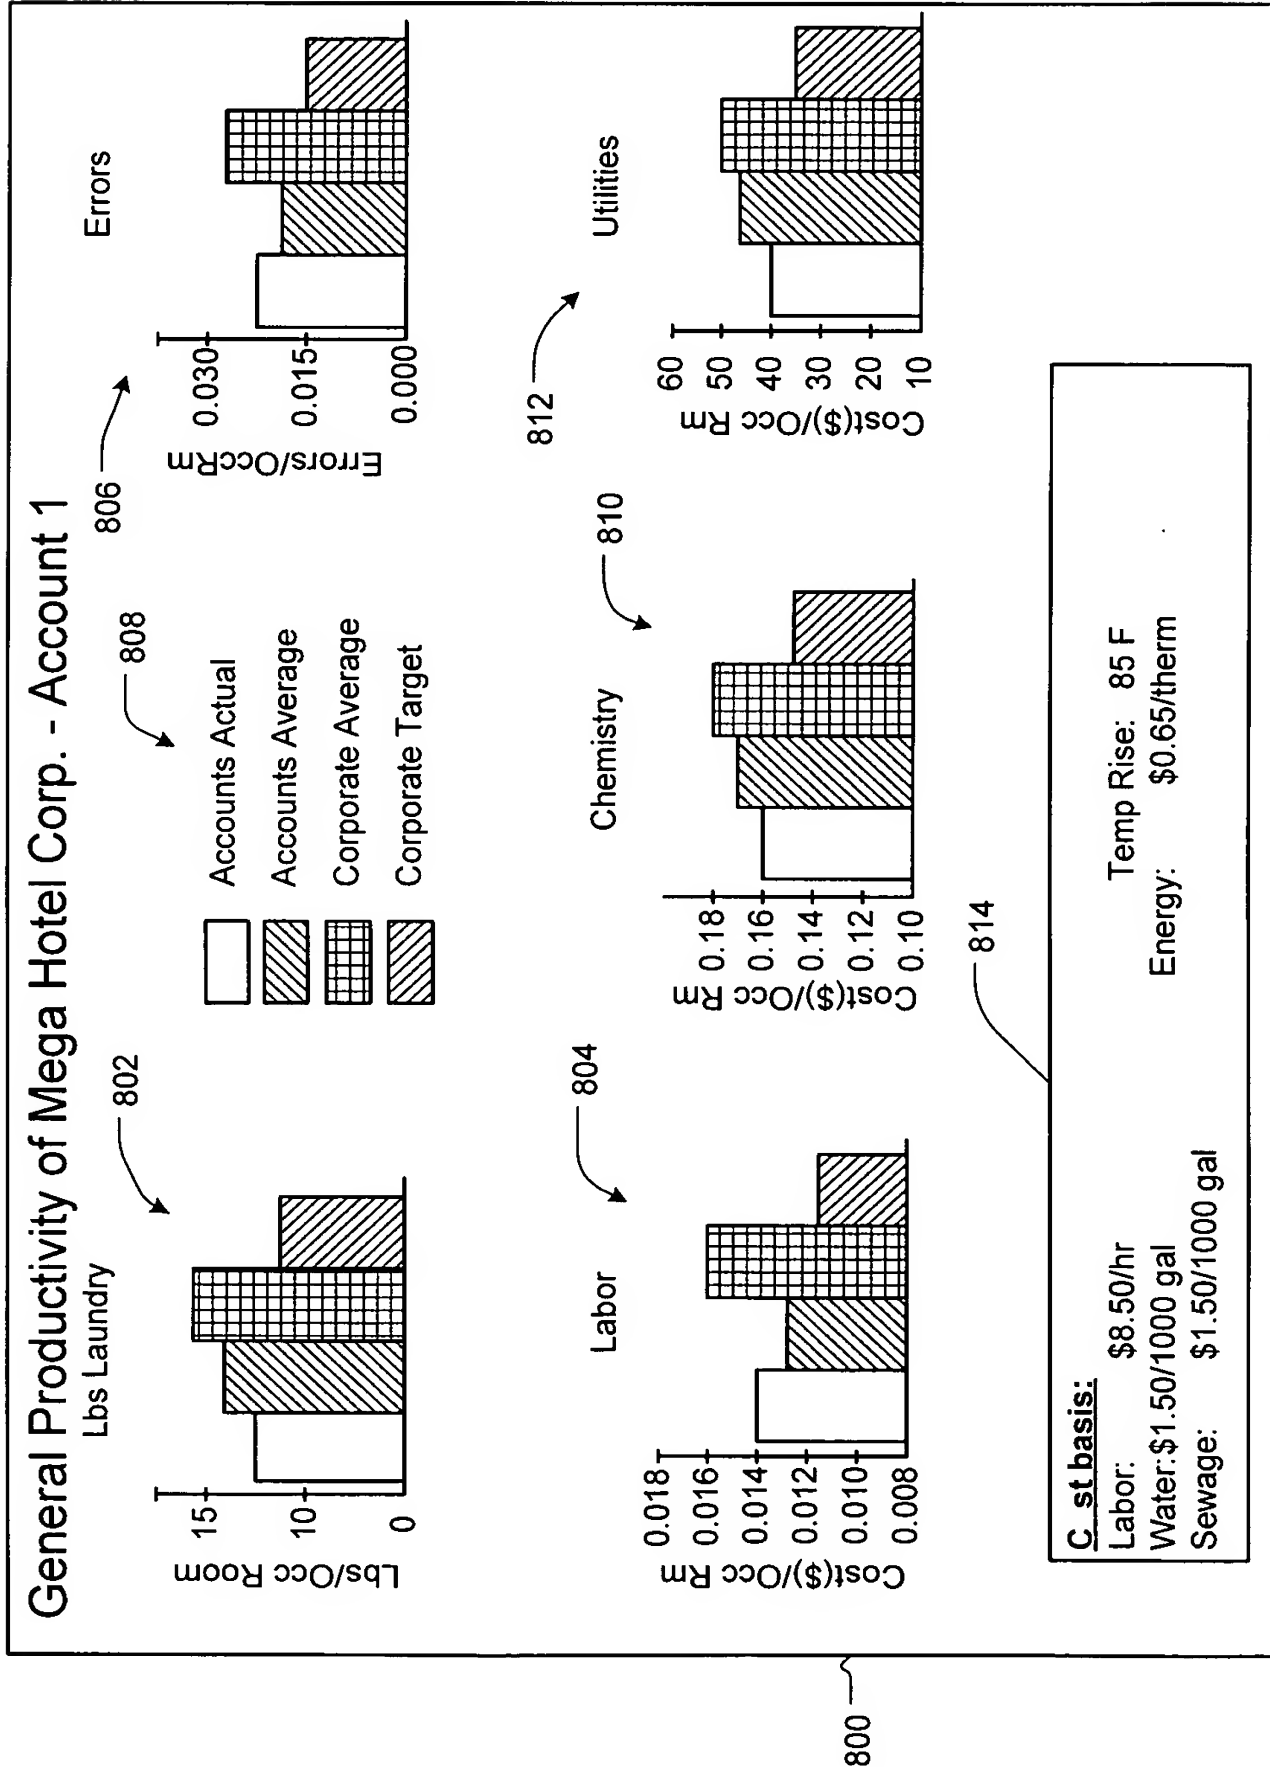 General Productivity of Mega Hotel Corp. - Account 1
Lbs Laundry
802
Lbs/Occ Room
15
10
0
808
Accounts Actual
Accounts Average
Corporate Average
Corporate Target
806
Errors
Errors/OccRm
0.030
0.015
0.000
Labor
804
Cost($)/Occ Rm
0.018
0.016
0.014
0.012
0.010
0.008
Chemistry
810
Cost($)/Occ Rm
0.18
0.16
0.14
0.12
0.10
812
Utilities
Cost($)/Occ Rm
60
50
40
30
20
10
814
C st basis:
Labor: $8.50/hr Temp Rise: 85 F
Water:$1.50/1000 gal Energy: $0.65/therm
Sewage: $1.50/1000 gal
800